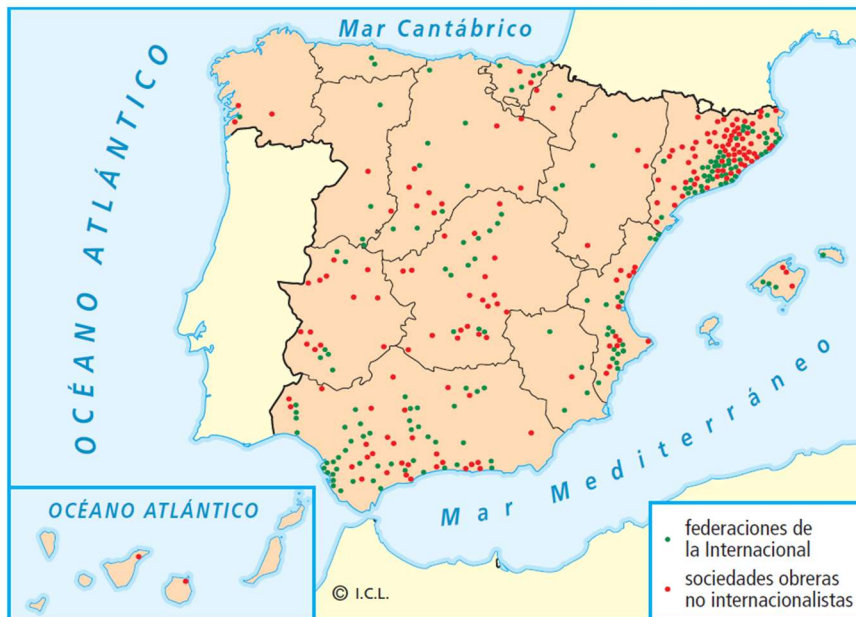 Mar Cantábrico
OCÉANO ATLÁNTICO
Mar Mediterráneo
OCÉANO ATLÁNTICO
© I.C.L.
federaciones de
la Internacional
sociedades obreras
no internacionalistas